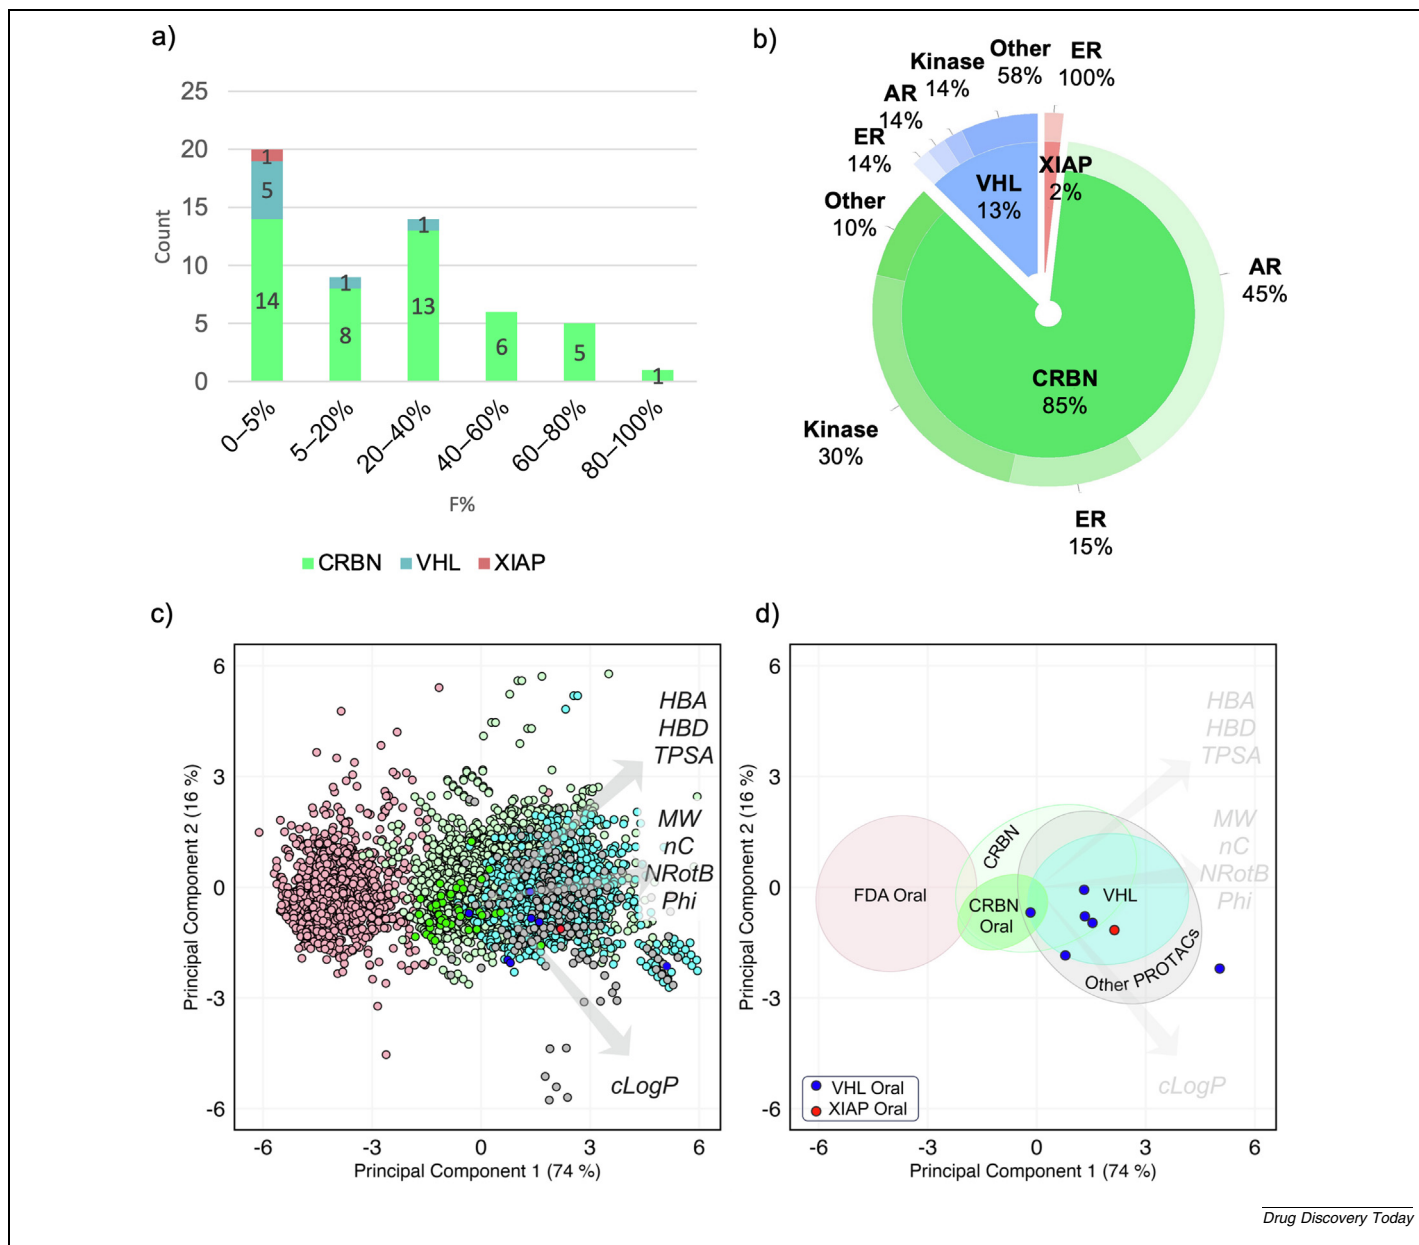 a)
25
20
15
10
5
0
Count
1
5
14
1
8
1
13
6
5
1
0–5%
5–20%
20–40%
40–60%
60–80%
80–100%
F%
CRBN VHL XIAP
b)
Other
58%
ER
100%
Kinase
14%
AR
14%
ER
14%
Other
10%
VHL
13%
XIAP
2%
AR
45%
CRBN
85%
Kinase
30%
ER
15%
c)
6
3
0
-3
-6
Principal Component 2 (16 %)
HBA
HBD
TPSA
MW
nC
NRotB
Phi
cLogP
-6 -3 0 3 6
Principal Component 1 (74 %)
d)
6
3
0
-3
-6
Principal Component 2 (16 %)
HBA
HBD
TPSA
MW
nC
NRotB
Phi
cLogP
FDA Oral
CRBN
CRBN
Oral
VHL
Other PROTACs
VHL Oral
XIAP Oral
-6 -3 0 3 6
Principal Component 1 (74 %)
Drug Discovery Today